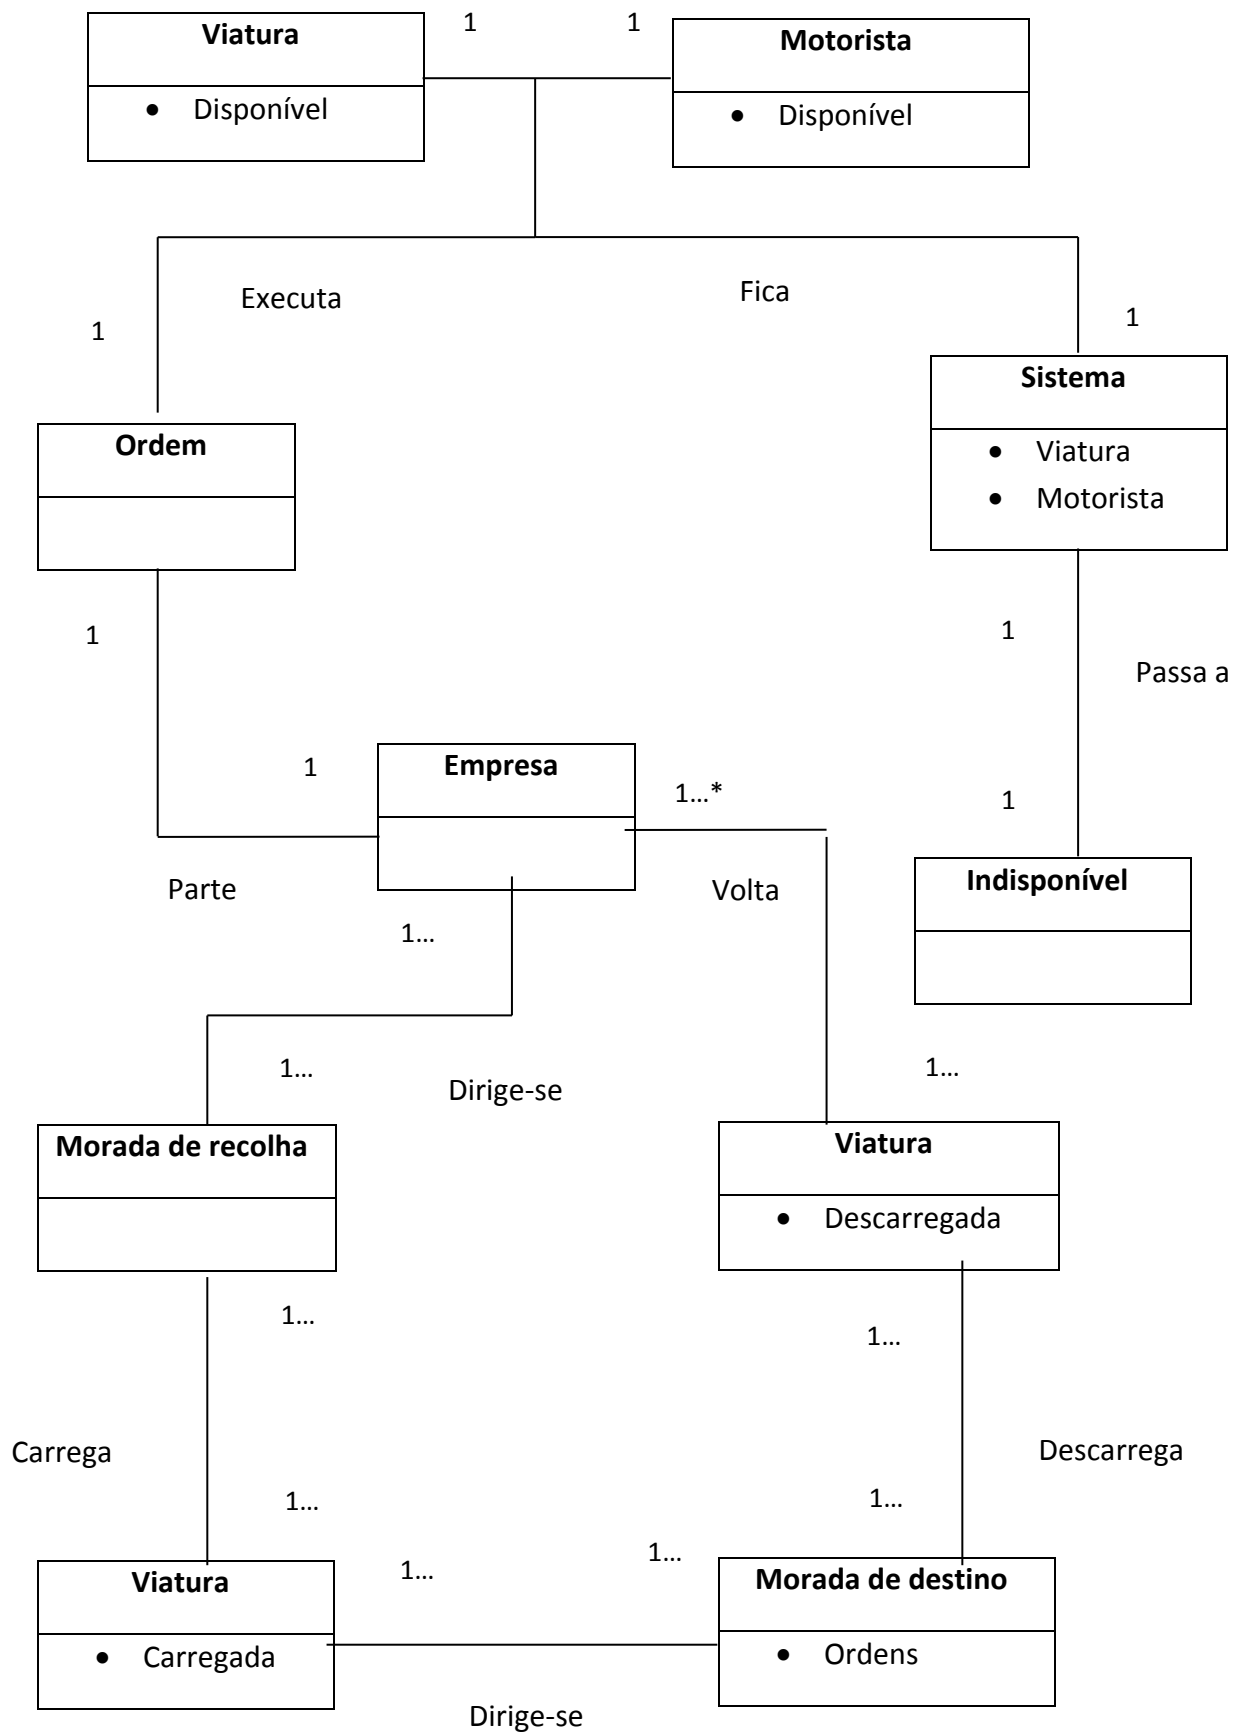 Viatura
1
1
Motorista
• Disponível
• Disponível
Executa
Fica
1
1
Sistema
• Viatura
• Motorista
Ordem
1
1
Passa a
1
Empresa
1...*
1
Parte
Volta
Indisponível
1...
1...
Dirige-se
1...
Morada de recolha
Viatura
• Descarregada
1...
1...
Carrega
Descarrega
1...
1...
1...
1...
Viatura
• Carregada
Morada de destino
• Ordens
Dirige-se